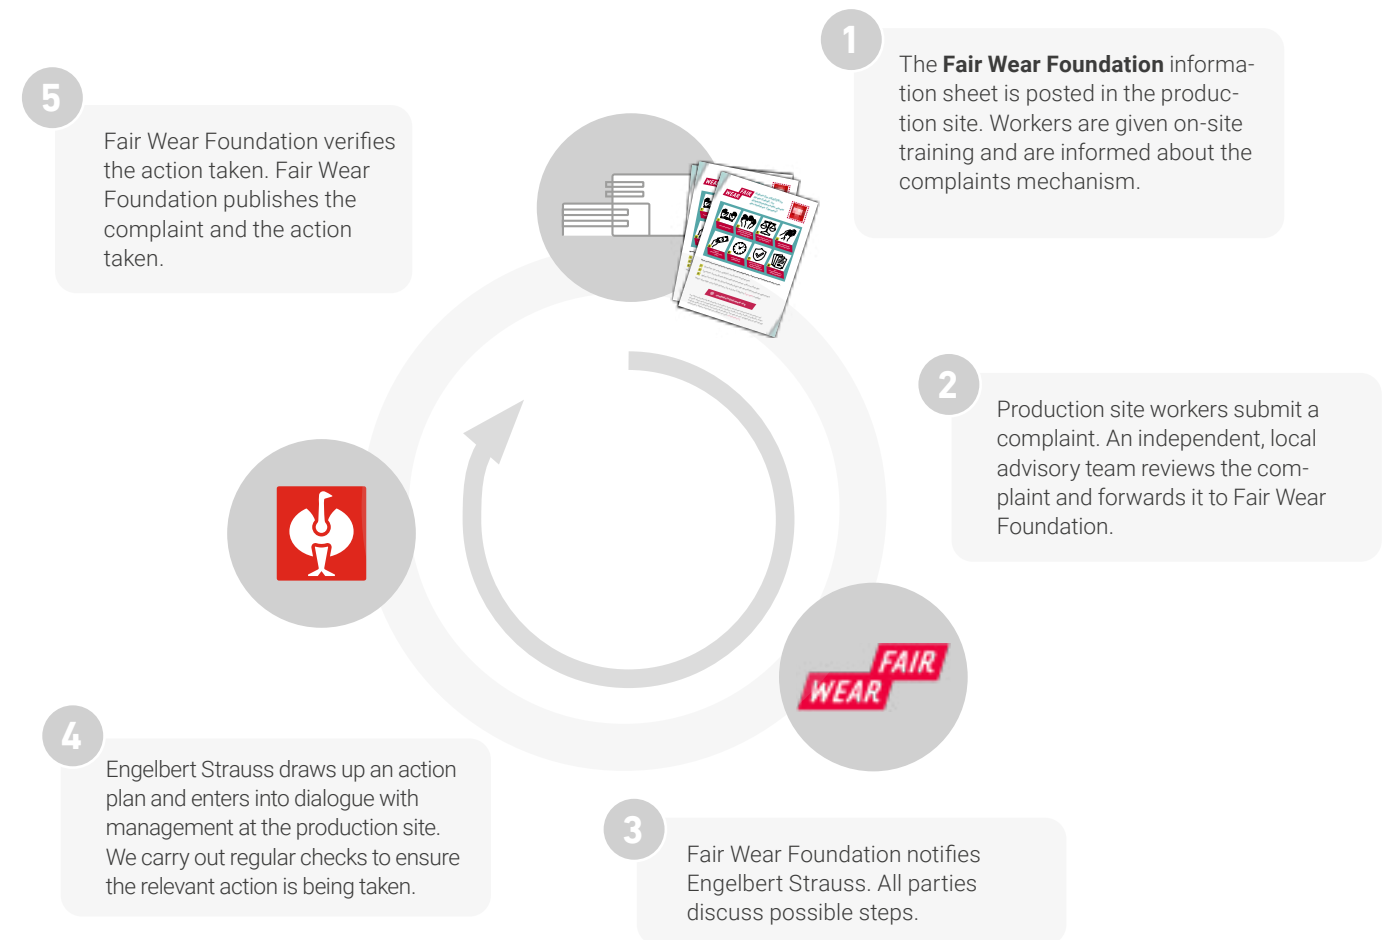 1
The Fair Wear Foundation informa-
tion sheet is posted in the produc-
tion site. Workers are given on-site
training and are informed about the
complaints mechanism.
5
Fair Wear Foundation verifies
the action taken. Fair Wear
Foundation publishes the
complaint and the action
taken.
FAIR
WEAR
2
Production site workers submit a
complaint. An independent, local
advisory team reviews the com-
plaint and forwards it to Fair Wear
Foundation.
FAIR
WEAR
4
Engelbert Strauss draws up an action
plan and enters into dialogue with
management at the production site.
We carry out regular checks to ensure
the relevant action is being taken.
3
Fair Wear Foundation notifies
Engelbert Strauss. All parties
discuss possible steps.